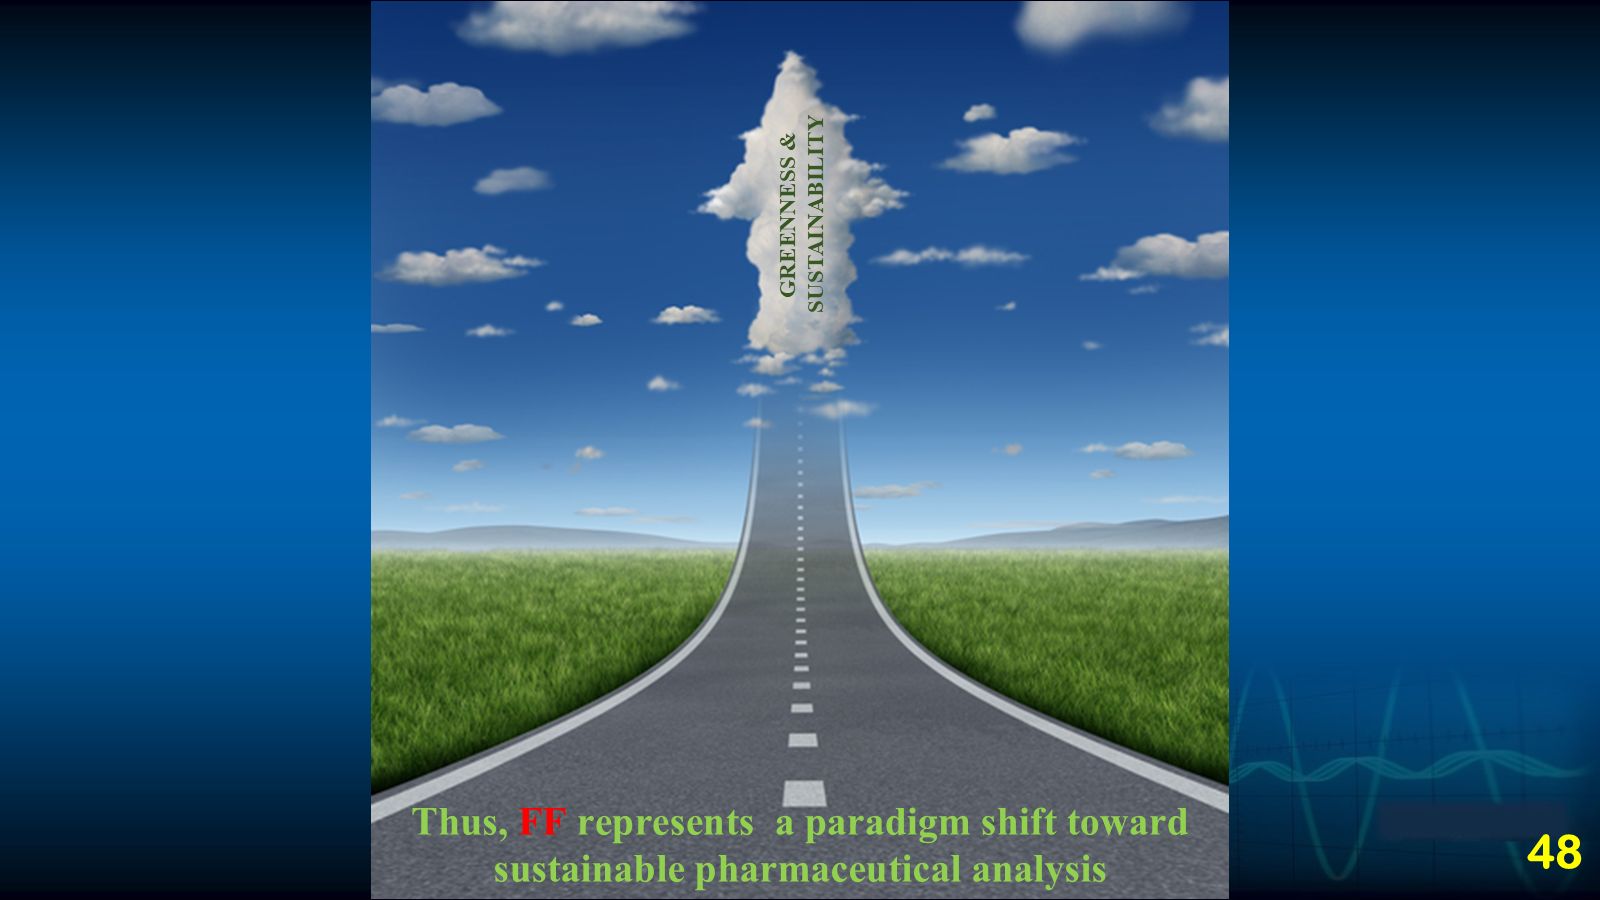 GREENNESS &
SUSTAINABILITY
Thus, FF represents  a paradigm shift toward
sustainable pharmaceutical analysis
48